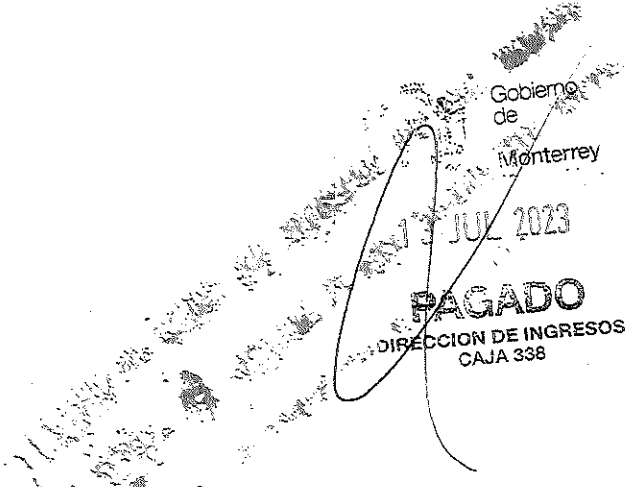 Gobierno
de
Monterrey
JUL 2023
PAGADO
DIRECCION DE INGRESOS
CAJA 338